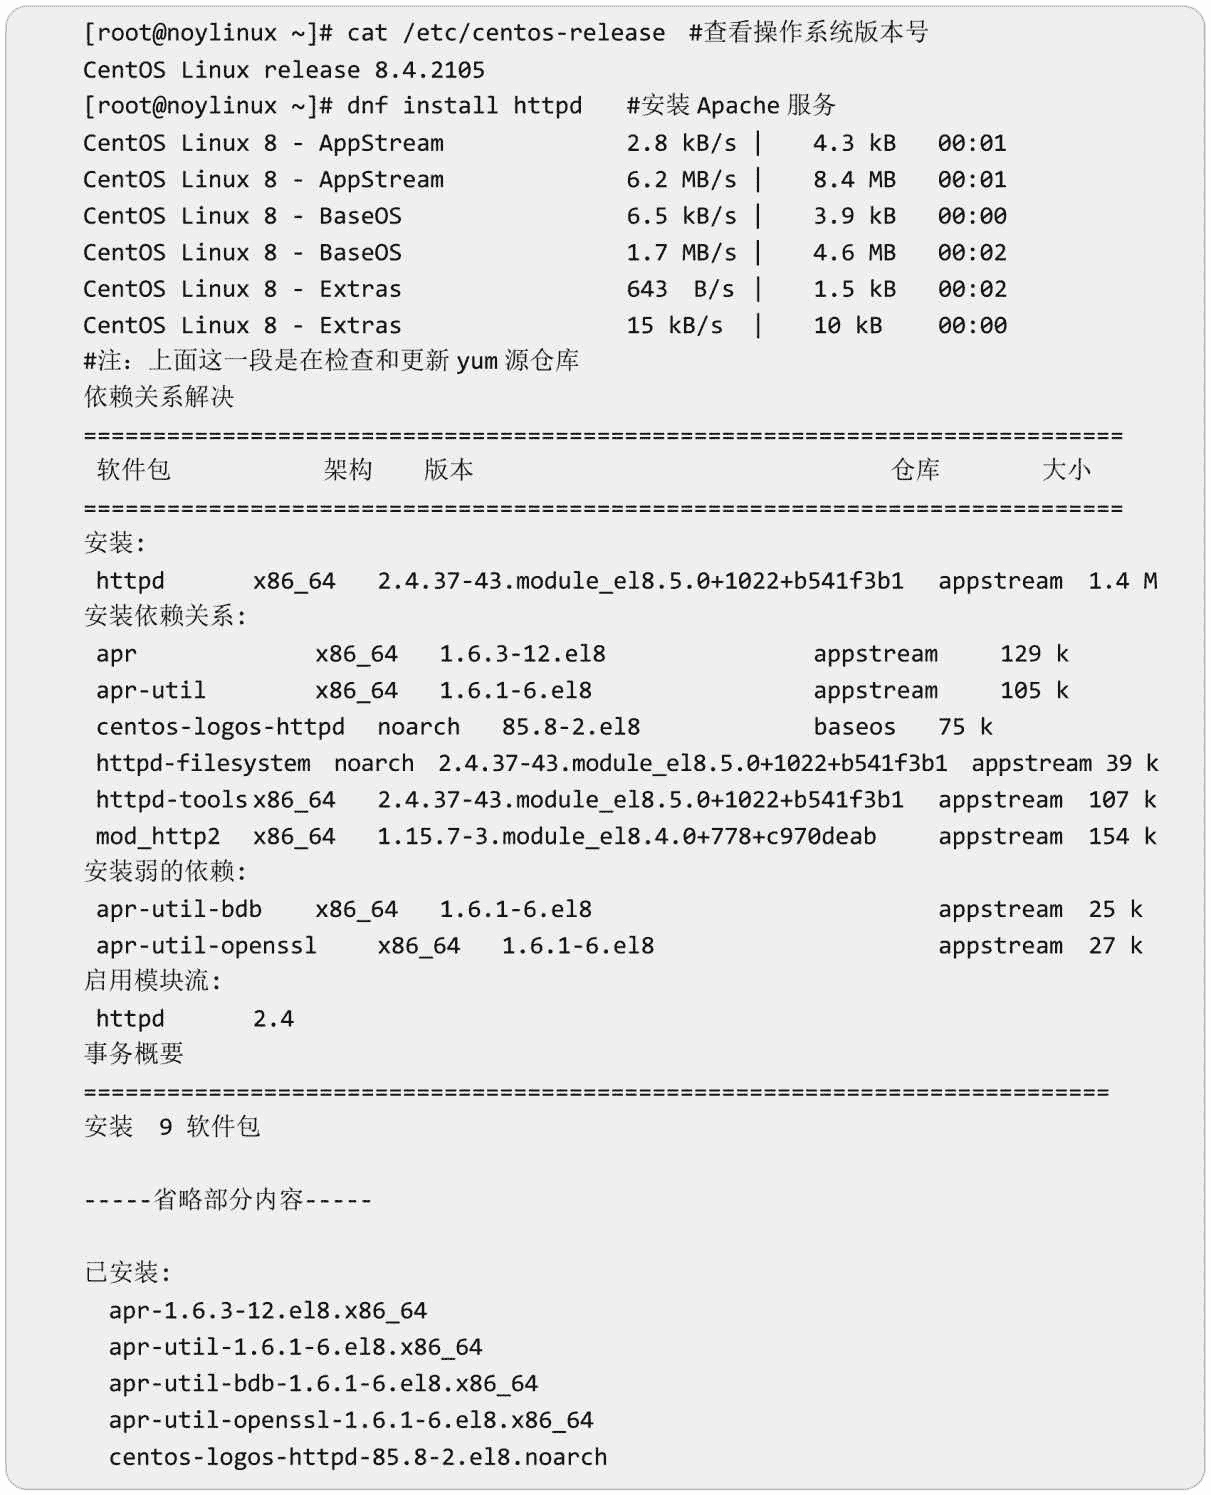 [root@noylinux ~]# cat /etc/centos-release #查看操作系统版本号
CentOS Linux release 8.4.2105
[root@noylinux ~]# dnf install httpd #安装 Apache 服务
CentOS Linux 8 - AppStream 2.8 kB/s | 4.3 kB 00:01
CentOS Linux 8 - AppStream 6.2 MB/s | 8.4 MB 00:01
CentOS Linux 8 - BaseOS 6.5 kB/s | 3.9 kB 00:00
CentOS Linux 8 - BaseOS 1.7 MB/s | 4.6 MB 00:02
CentOS Linux 8 - Extras 643 B/s | 1.5 kB 00:02
CentOS Linux 8 - Extras 15 kB/s | 10 kB 00:00
#注：上面这一段是在检查和更新 yum 源仓库
依赖关系解决
===========================================================================
软件包 架构 版本 仓库 大小
===========================================================================
安装:
httpd x86_64 2.4.37-43.module_el8.5.0+1022+b541f3b1 appstream 1.4 M
安装依赖关系:
apr x86_64 1.6.3-12.el8 appstream 129 k
apr-util x86_64 1.6.1-6.el8 appstream 105 k
centos-logos-httpd noarch 85.8-2.el8 baseos 75 k
httpd-filesystem noarch 2.4.37-43.module_el8.5.0+1022+b541f3b1 appstream 39 k
httpd-tools x86_64 2.4.37-43.module_el8.5.0+1022+b541f3b1 appstream 107 k
mod_http2 x86_64 1.15.7-3.module_el8.4.0+778+c970deab appstream 154 k
安装弱的依赖:
apr-util-bdb x86_64 1.6.1-6.el8 appstream 25 k
apr-util-openssl x86_64 1.6.1-6.el8 appstream 27 k
启用模块流:
httpd 2.4
事务概要
==========================================================================
安装 9 软件包
-----省略部分内容-----
已安装:
apr-1.6.3-12.el8.x86_64
apr-util-1.6.1-6.el8.x86_64
apr-util-bdb-1.6.1-6.el8.x86_64
apr-util-openssl-1.6.1-6.el8.x86_64
centos-logos-httpd-85.8-2.el8.noarch